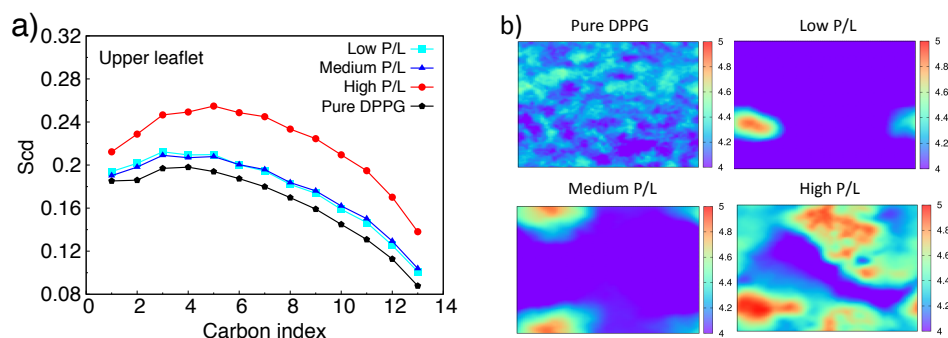 a)
Upper leaflet
Low P/L
Medium P/L
High P/L
Pure DPPG
Scd
0.32
0.28
0.24
0.2
0.16
0.12
0.08
0 2 4 6 8 10 12 14
Carbon index
b)
Pure DPPG
5
4.8
4.6
4.4
4.2
4
Low P/L
5
4.8
4.6
4.4
4.2
4
Medium P/L
5
4.8
4.6
4.4
4.2
4
High P/L
5
4.8
4.6
4.4
4.2
4